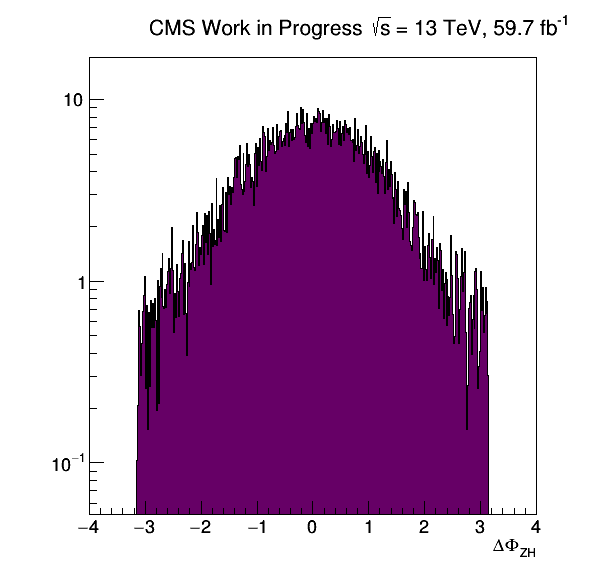 CMS Work in Progress √s = 13 TeV, 59.7 fb⁻¹
10
1
10⁻¹
−4 −3 −2 −1 0 1 2 3 4
ΔΦ_ZH